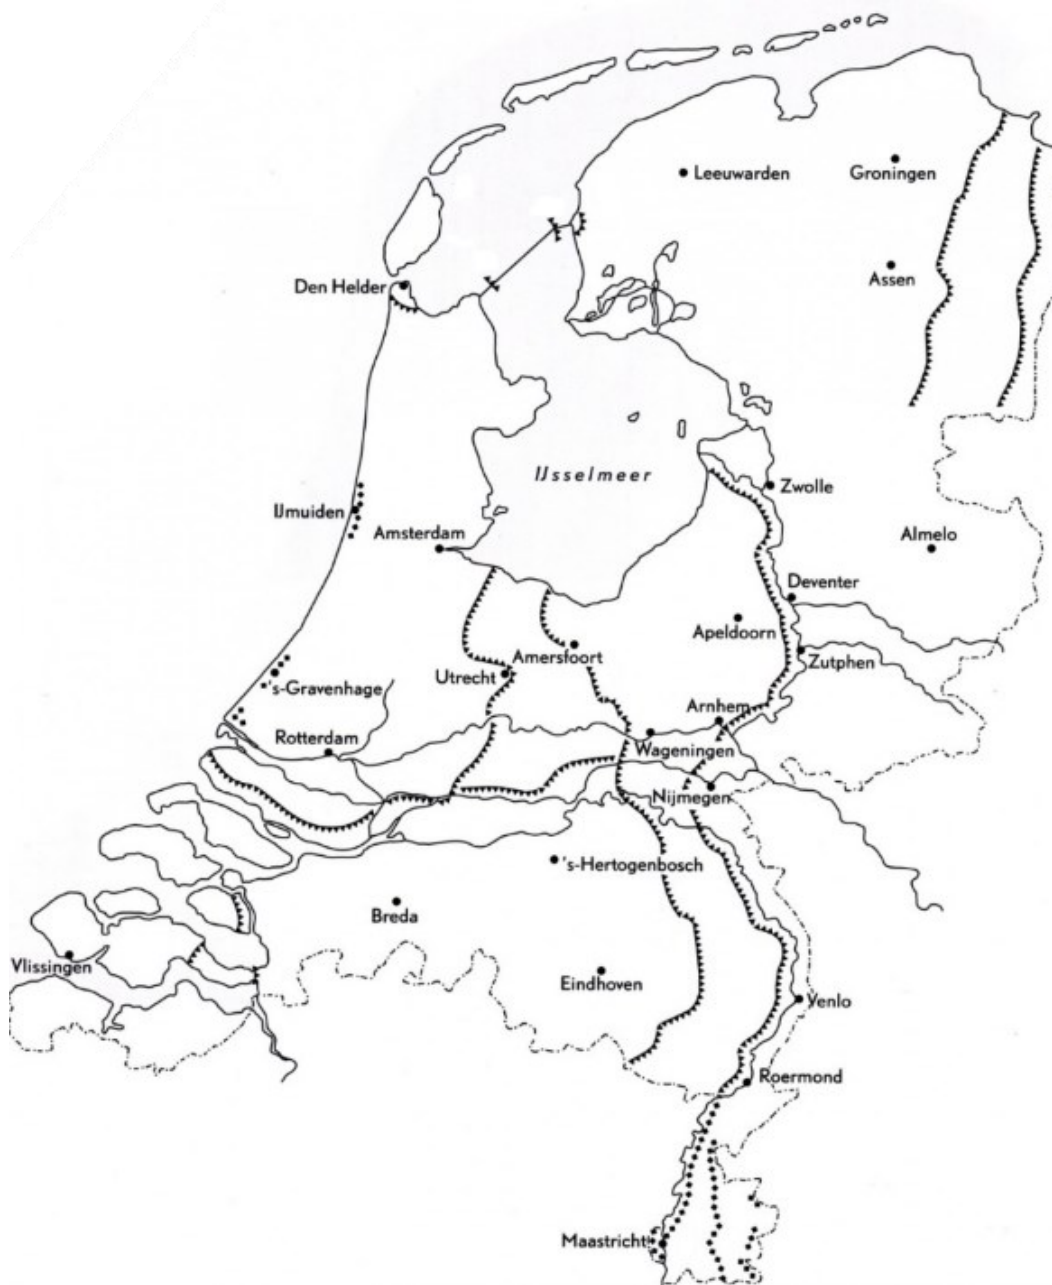 Leeuwarden
Groningen
Assen
Den Helder
IJsselmeer
Zwolle
IJmuiden
Amsterdam
Almelo
Deventer
Apeldoorn
Amersfoort
Utrecht
Zutphen
's-Gravenhage
Arnhem
Rotterdam
Wageningen
Nijmegen
's-Hertogenbosch
Breda
Vlissingen
Eindhoven
Venlo
Roermond
Maastricht